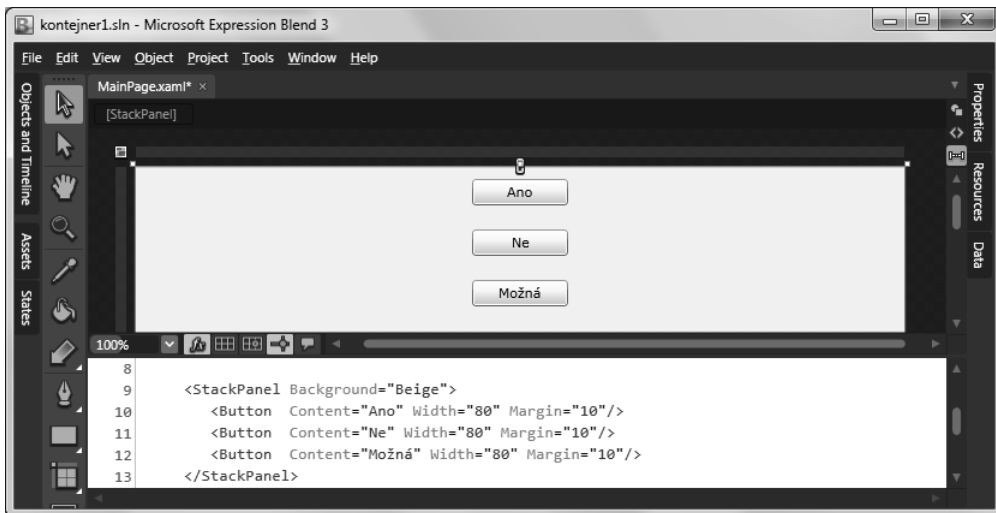 kontejner1.sln - Microsoft Expression Blend 3
File Edit View Object Project Tools Window Help
Objects and Timeline
Assets
States
MainPage.xaml* ×
[StackPanel]
Ano
Ne
Možná
Properties
Resources
Data
100%
8
9 <StackPanel Background="Beige">
10 <Button Content="Ano" Width="80" Margin="10"/>
11 <Button Content="Ne" Width="80" Margin="10"/>
12 <Button Content="Možná" Width="80" Margin="10"/>
13 </StackPanel>